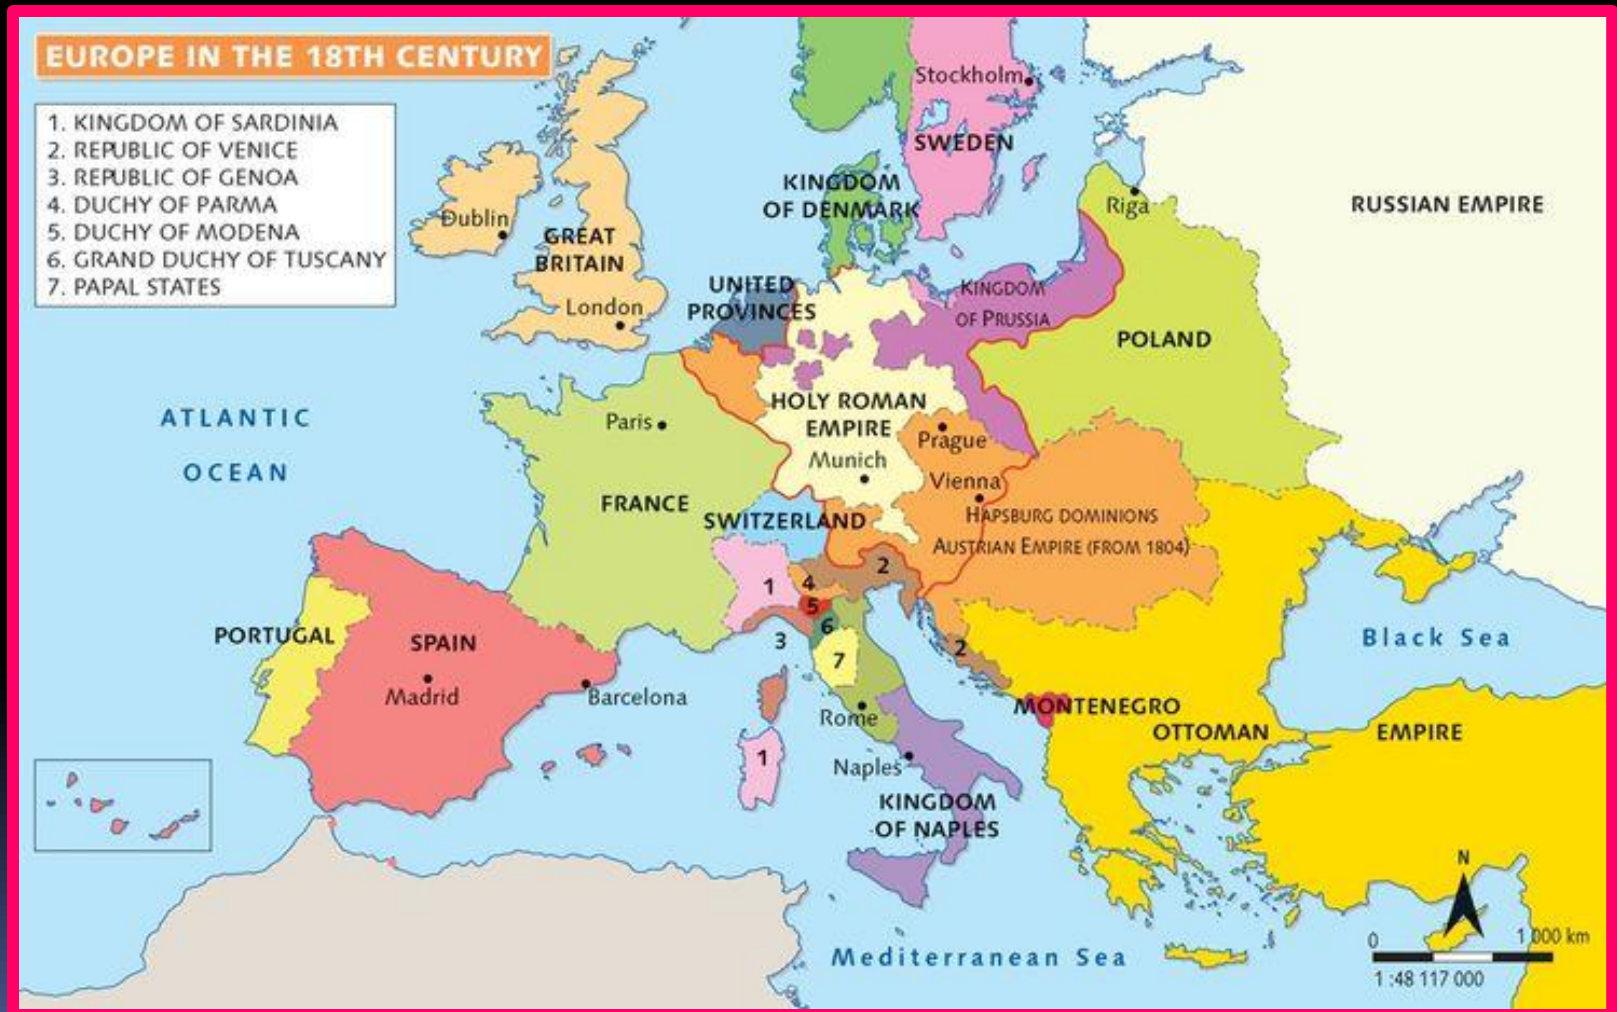 EUROPE IN THE 18TH CENTURY
1. KINGDOM OF SARDINIA
2. REPUBLIC OF VENICE
3. REPUBLIC OF GENOA
4. DUCHY OF PARMA
5. DUCHY OF MODENA
6. GRAND DUCHY OF TUSCANY
7. PAPAL STATES
Stockholm
SWEDEN
KINGDOM
OF DENMARK
Riga
RUSSIAN EMPIRE
Dublin
GREAT
BRITAIN
London
UNITED
PROVINCES
KINGDOM
OF PRUSSIA
POLAND
ATLANTIC
OCEAN
Paris
HOLY ROMAN
EMPIRE
Munich
Prague
Vienna
FRANCE
SWITZERLAND
HAPSBURG DOMINIONS
AUSTRIAN EMPIRE (FROM 1804)
1
4
2
5
6
3
7
2
PORTUGAL
SPAIN
Madrid
Barcelona
Black Sea
Rome
MONTENEGRO
OTTOMAN
EMPIRE
1
Naples
KINGDOM
OF NAPLES
Mediterranean Sea
N
0
1 000 km
1 :48 117 000